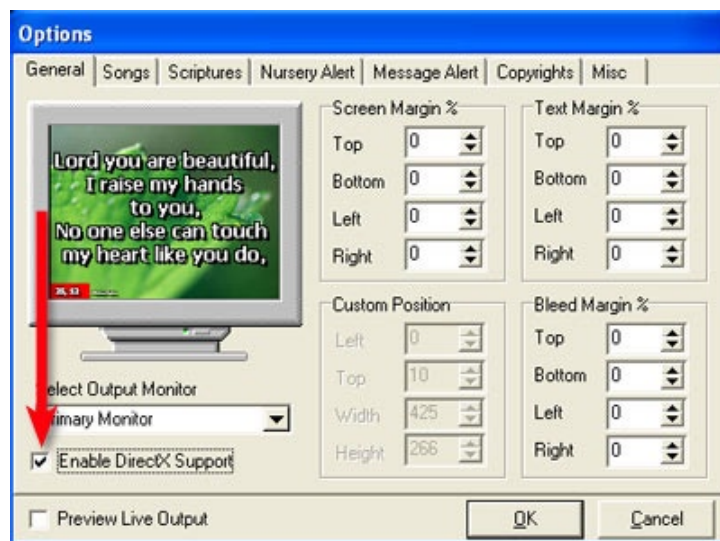 Options
General Songs Scriptures Nursery Alert Message Alert Copyrights Misc
Lord you are beautiful,
I raise my hands
to you,
No one else can touch
my heart like you do,
36, 53
Select Output Monitor
Primary Monitor
Enable DirectX Support
Screen Margin %
Top 0
Bottom 0
Left 0
Right 0
Text Margin %
Top 0
Bottom 0
Left 0
Right 0
Custom Position
Left 0
Top 10
Width 425
Height 266
Bleed Margin %
Top 0
Bottom 0
Left 0
Right 0
Preview Live Output
OK Cancel